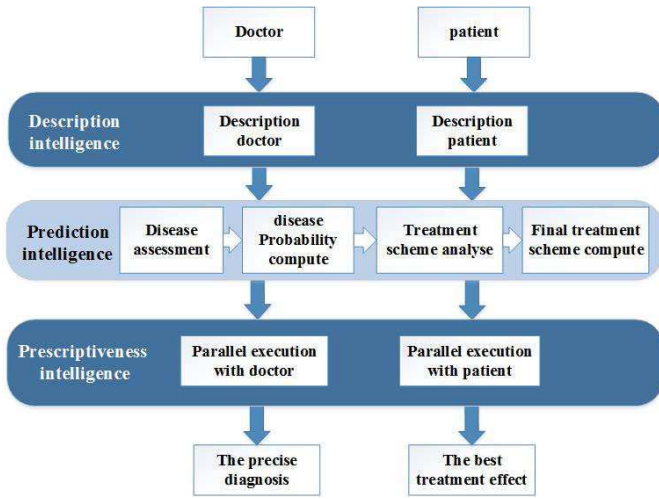 Doctor
patient
Description
intelligence
Description
doctor
Description
patient
Prediction
intelligence
Disease
assessment
disease
Probability
compute
Treatment
scheme analyse
Final treatment
scheme compute
Prescriptiveness
intelligence
Parallel execution
with doctor
Parallel execution
with patient
The precise
diagnosis
The best
treatment effect